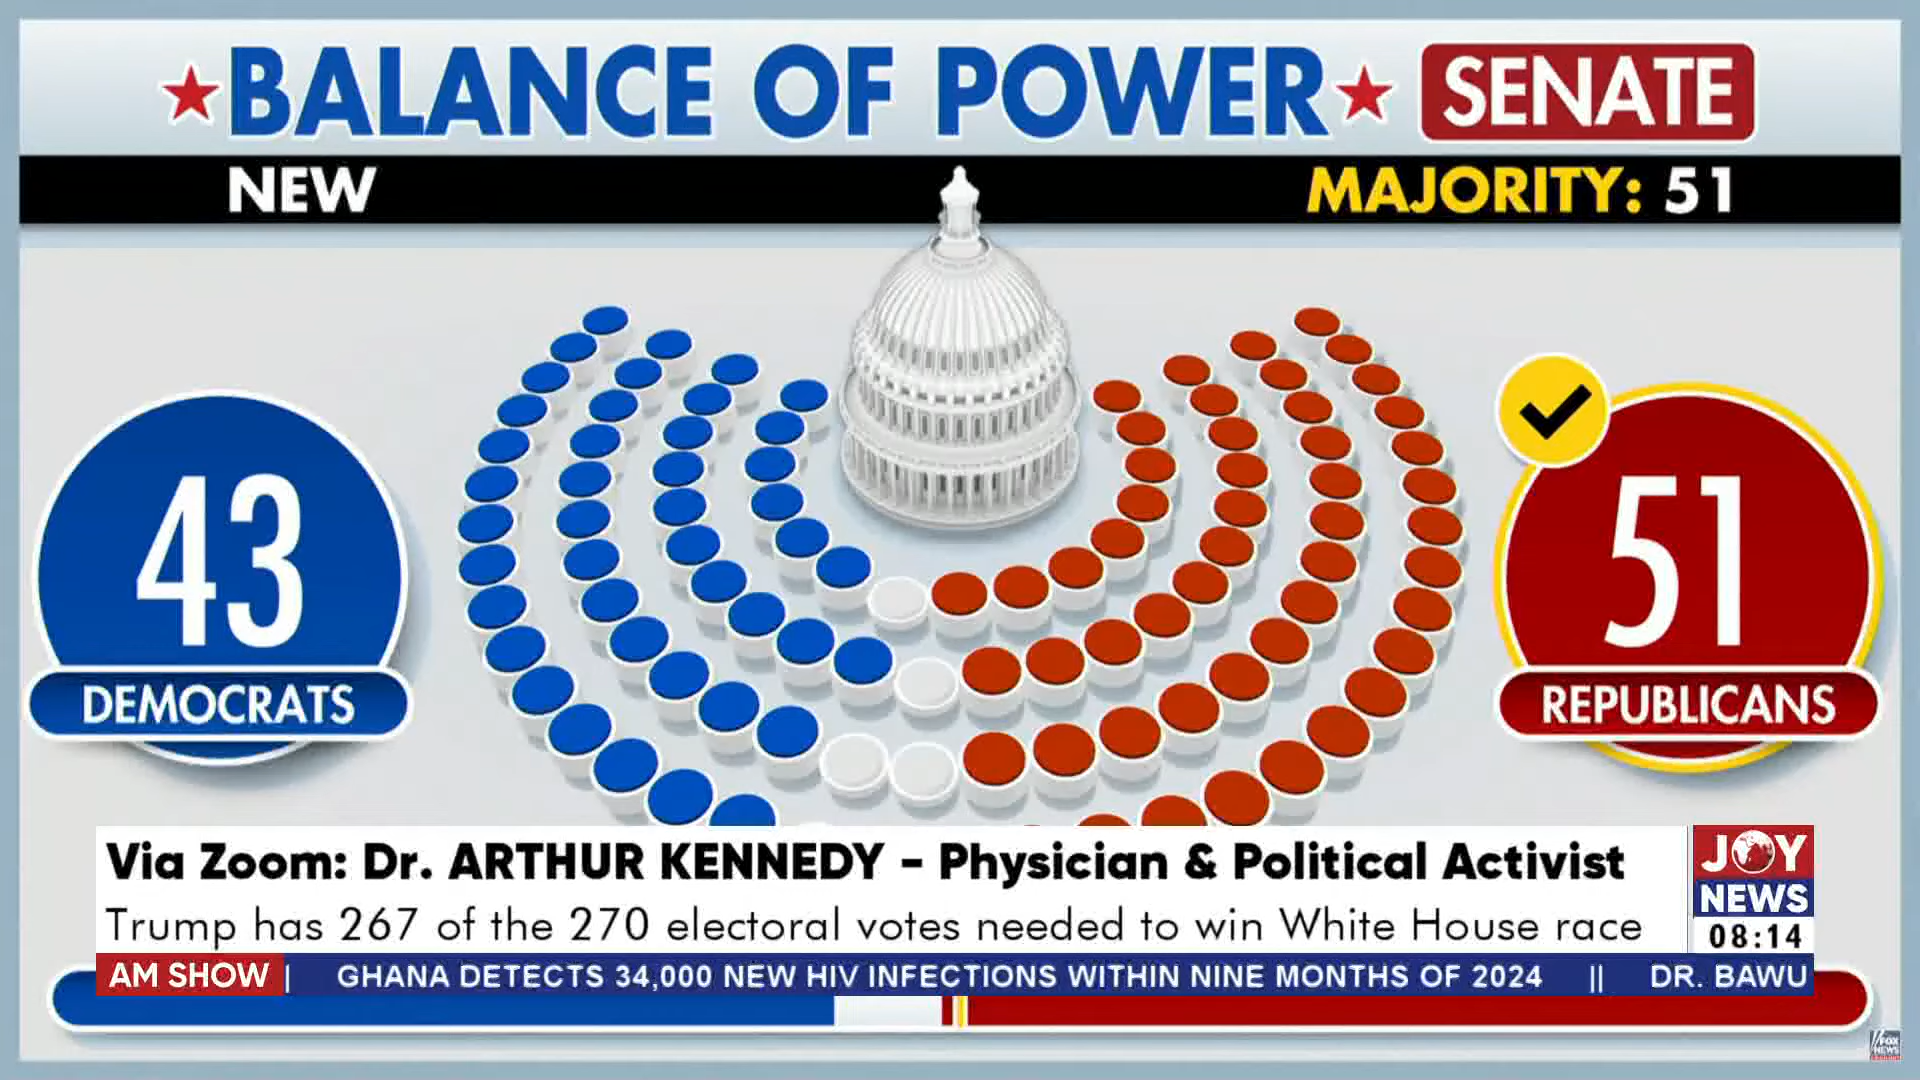 BALANCE OF POWER SENATE
NEW
MAJORITY: 51
43
DEMOCRATS
51
REPUBLICANS
Via Zoom: Dr. ARTHUR KENNEDY - Physician & Political Activist
Trump has 267 of the 270 electoral votes needed to win White House race
JOY
NEWS
08:14
AM SHOW | GHANA DETECTS 34,000 NEW HIV INFECTIONS WITHIN NINE MONTHS OF 2024 || DR. BAWU
FOX
NEWS